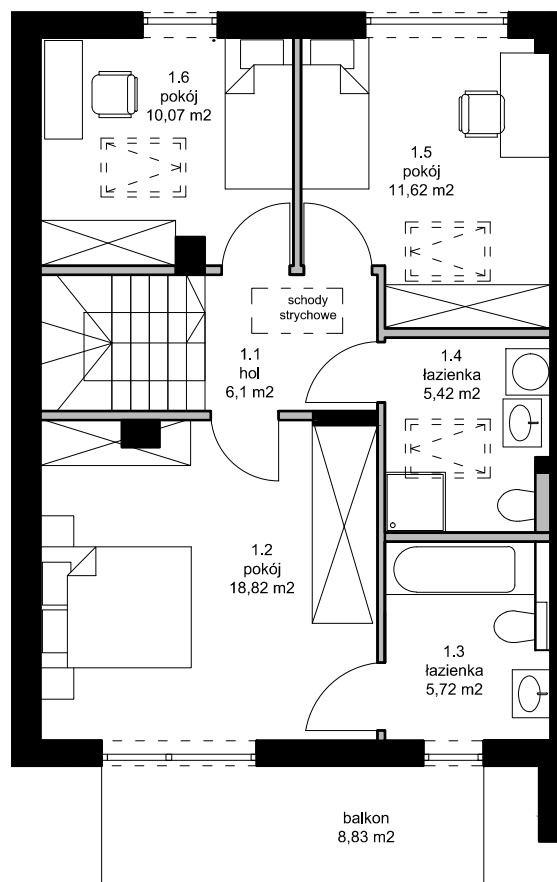 1.6
pokój
10,07 m2
1.5
pokój
11,62 m2
schody
strychowe
1.1
hol
6,1 m2
1.4
łazienka
5,42 m2
1.2
pokój
18,82 m2
1.3
łazienka
5,72 m2
balkon
8,83 m2